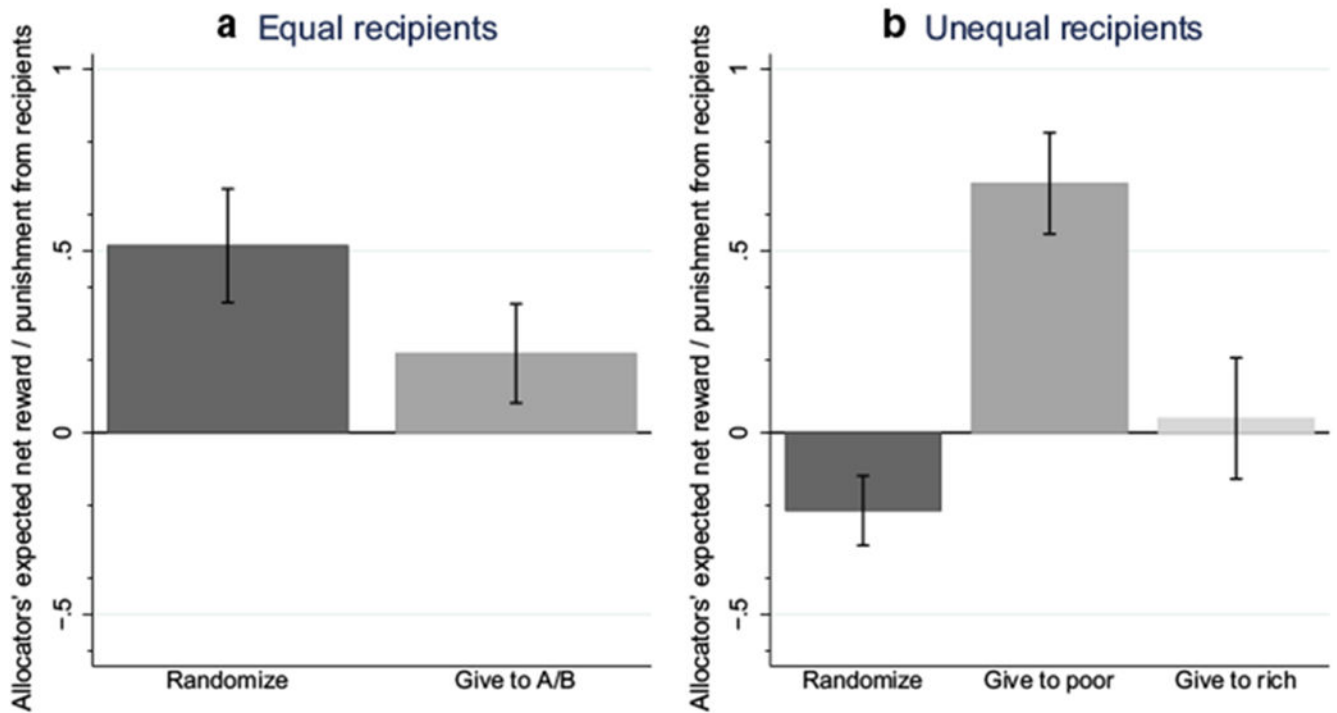 a Equal recipients
Allocators' expected net reward / punishment from recipients
1
.5
0
-.5
Randomize
Give to A/B
b Unequal recipients
Allocators' expected net reward / punishment from recipients
1
.5
0
-.5
Randomize
Give to poor
Give to rich